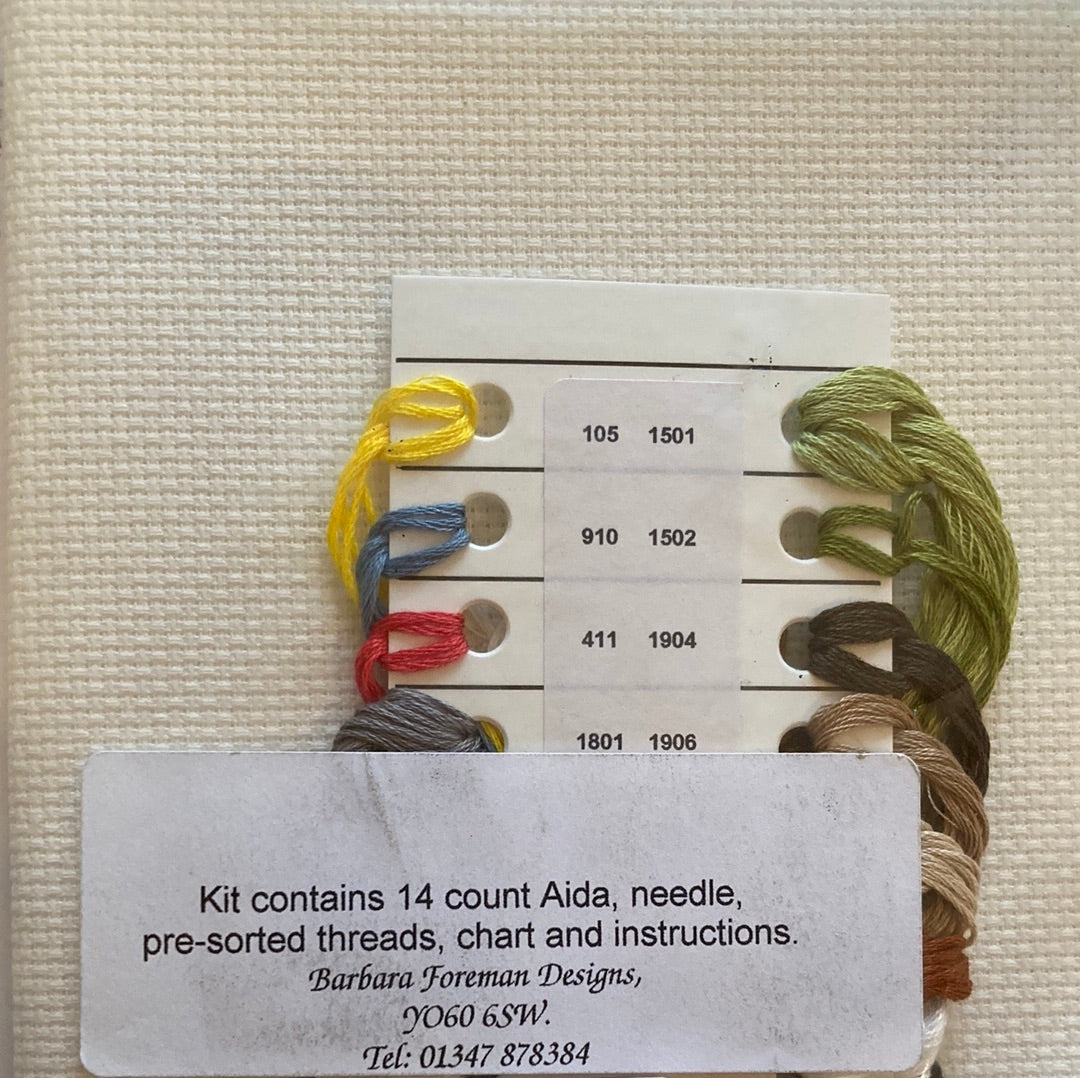 105 1501
910 1502
411 1904
1801 1906
Kit contains 14 count Aida, needle,
pre-sorted threads, chart and instructions.
Barbara Foreman Designs,
YO60 6SW.
Tel: 01347 878384